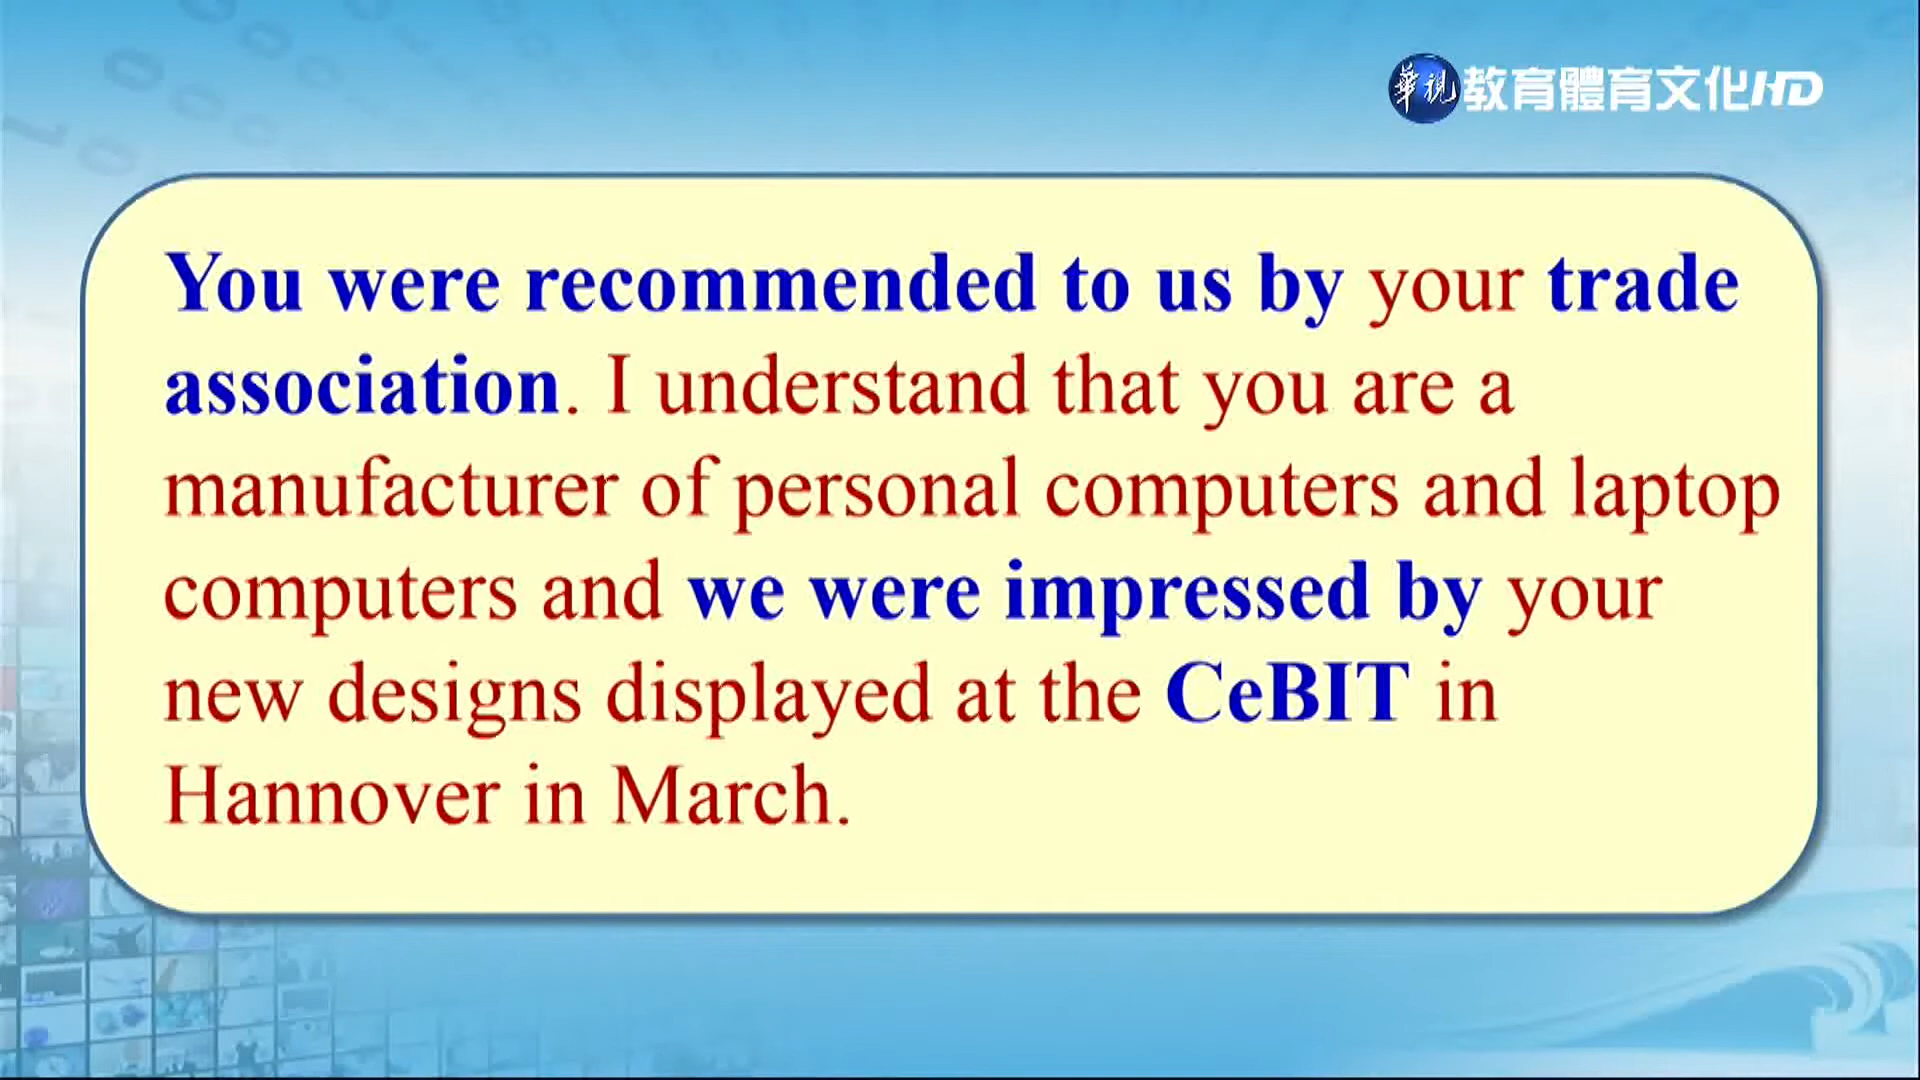 華視 教育體育文化HD
You were recommended to us by your trade
association. I understand that you are a
manufacturer of personal computers and laptop
computers and we were impressed by your
new designs displayed at the CeBIT in
Hannover in March.